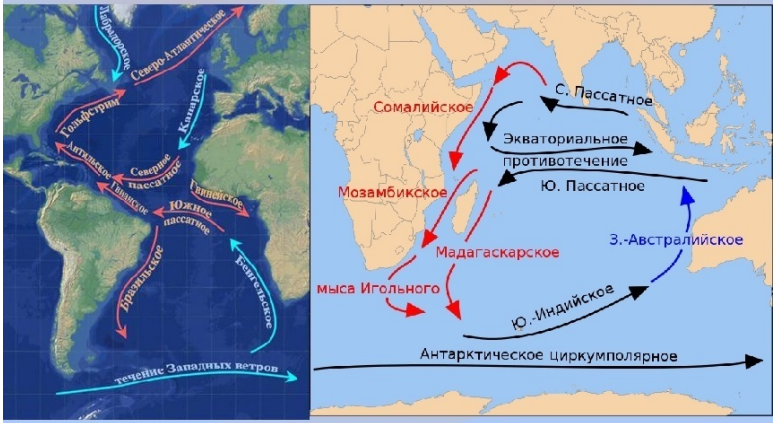 Лабрадорское
Северо-Атлантическое
Гольфстрим
Канарское
Антильское
Северное
пассатное
Гвианское
Гвинейское
Южное
пассатное
Бразильское
Бенгельское
течение Западных ветров
Сомалийское
С. Пассатное
Экваториальное
противотечение
Мозамбикское
Ю. Пассатное
Мадагаскарское
З.-Австралийское
мыса Игольного
Ю.-Индийское
Антарктическое циркумполярное